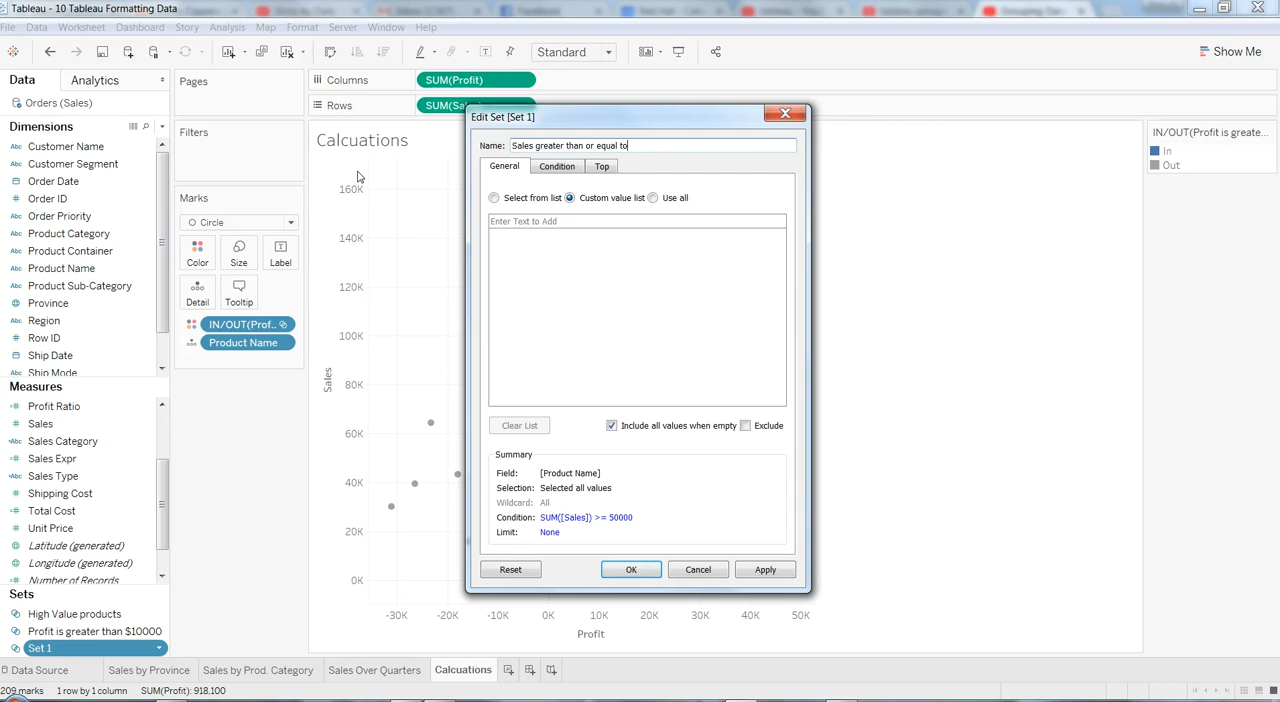 Tableau - 10 Tableau Formatting Data
File Data Worksheet Dashboard Story Analysis Map Format Server Window Help
Standard
Show Me
Data Analytics
Pages
Columns SUM(Profit)
Orders (Sales)
Rows
Dimensions
Filters
Customer Name
Customer Segment
Order Date
Order ID
Order Priority
Product Category
Product Container
Product Name
Product Sub-Category
Province
Region
Row ID
Ship Date
Ship Mode
Marks
Circle
Color Size Label
Detail Tooltip
IN/OUT(Prof..
Product Name
Measures
Profit Ratio
Sales
Sales Category
Sales Expr
Sales Type
Shipping Cost
Total Cost
Unit Price
Latitude (generated)
Longitude (generated)
Number of Records
Sets
High Value products
Profit is greater than $10000
Set 1
Calcuations
160K
140K
120K
100K
80K
60K
40K
20K
0K
Sales
-30K -20K -10K 0K 10K 20K 30K 40K 50K
Profit
Edit Set [Set 1]
Name: Sales greater than or equal to
General Condition Top
Select from list Custom value list Use all
Enter Text to Add
Clear List Include all values when empty Exclude
Summary
Field: [Product Name]
Selection: Selected all values
Wildcard: All
Condition: SUM([Sales]) >= 50000
Limit: None
Reset OK Cancel Apply
IN/OUT(Profit is greate...
In
Out
Data Source Sales by Province Sales by Prod. Category Sales Over Quarters Calcuations
209 marks 1 row by 1 column SUM(Profit): 918,100